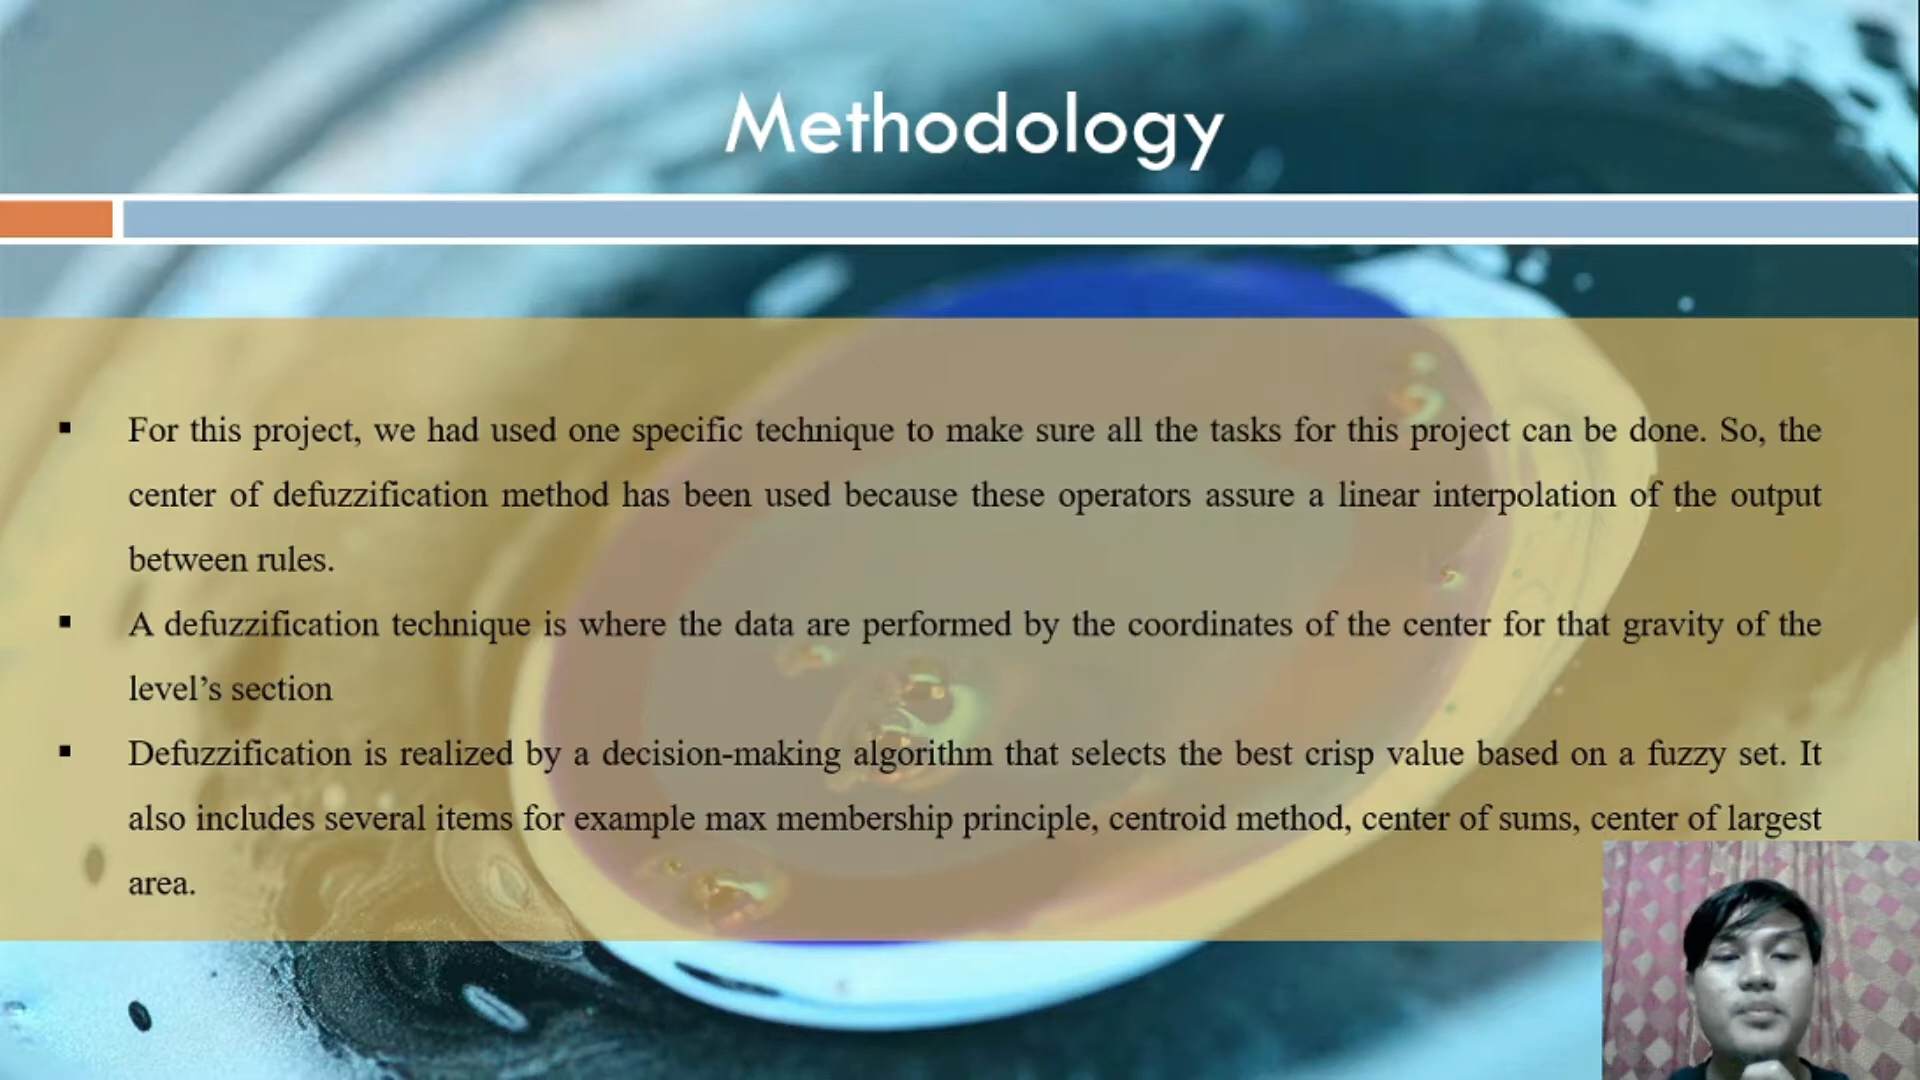 Methodology
▪ For this project, we had used one specific technique to make sure all the tasks for this project can be done. So, the
center of defuzzification method has been used because these operators assure a linear interpolation of the output
between rules.
▪ A defuzzification technique is where the data are performed by the coordinates of the center for that gravity of the
level’s section
▪ Defuzzification is realized by a decision-making algorithm that selects the best crisp value based on a fuzzy set. It
also includes several items for example max membership principle, centroid method, center of sums, center of largest
area.